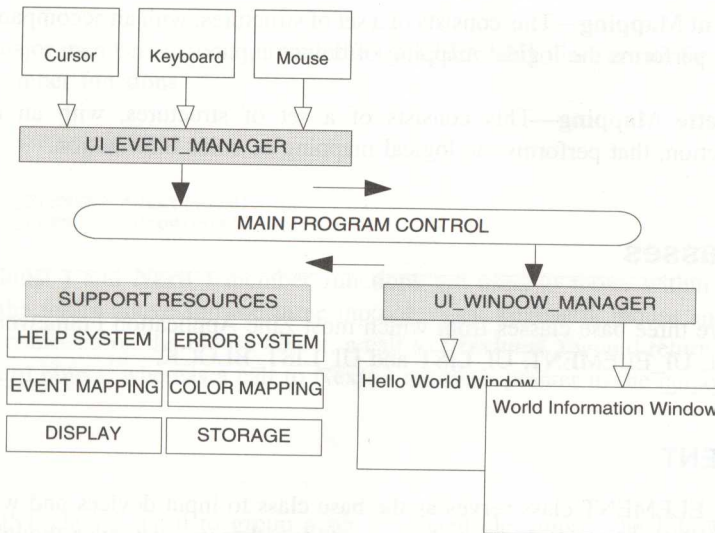 Cursor
Keyboard
Mouse
UI_EVENT_MANAGER
MAIN PROGRAM CONTROL
SUPPORT RESOURCES
UI_WINDOW_MANAGER
HELP SYSTEM
ERROR SYSTEM
EVENT MAPPING
COLOR MAPPING
DISPLAY
STORAGE
Hello World Window
World Information Window